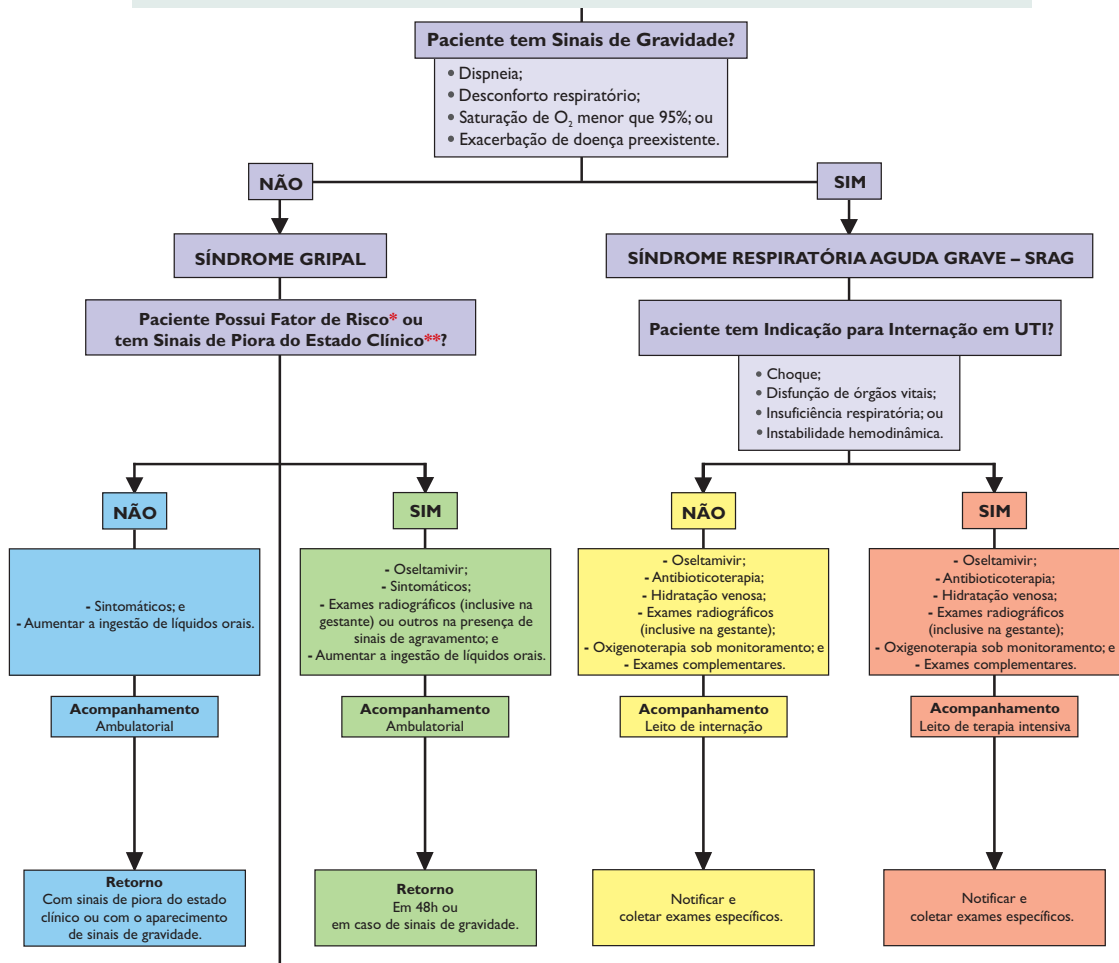 Paciente tem Sinais de Gravidade?
• Dispneia;
• Desconforto respiratório;
• Saturação de O₂ menor que 95%; ou
• Exacerbação de doença preexistente.
NÃO
SIM
SÍNDROME GRIPAL
SÍNDROME RESPIRATÓRIA AGUDA GRAVE – SRAG
Paciente Possui Fator de Risco* ou
tem Sinais de Piora do Estado Clínico**?
Paciente tem Indicação para Internação em UTI?
• Choque;
• Disfunção de órgãos vitais;
• Insuficiência respiratória; ou
• Instabilidade hemodinâmica.
NÃO
SIM
NÃO
SIM
- Sintomáticos; e
- Aumentar a ingestão de líquidos orais.
- Oseltamivir;
- Sintomáticos;
- Exames radiográficos (inclusive na
gestante) ou outros na presença de
sinais de agravamento; e
- Aumentar a ingestão de líquidos orais.
- Oseltamivir;
- Antibioticoterapia;
- Hidratação venosa;
- Exames radiográficos
(inclusive na gestante);
- Oxigenoterapia sob monitoramento; e
- Exames complementares.
- Oseltamivir;
- Antibioticoterapia;
- Hidratação venosa;
- Exames radiográficos
(inclusive na gestante);
- Oxigenoterapia sob monitoramento; e
- Exames complementares.
Acompanhamento
Ambulatorial
Acompanhamento
Ambulatorial
Acompanhamento
Leito de internação
Acompanhamento
Leito de terapia intensiva
Retorno
Com sinais de piora do estado
clínico ou com o aparecimento
de sinais de gravidade.
Retorno
Em 48h ou
em caso de sinais de gravidade.
Notificar e
coletar exames específicos.
Notificar e
coletar exames específicos.